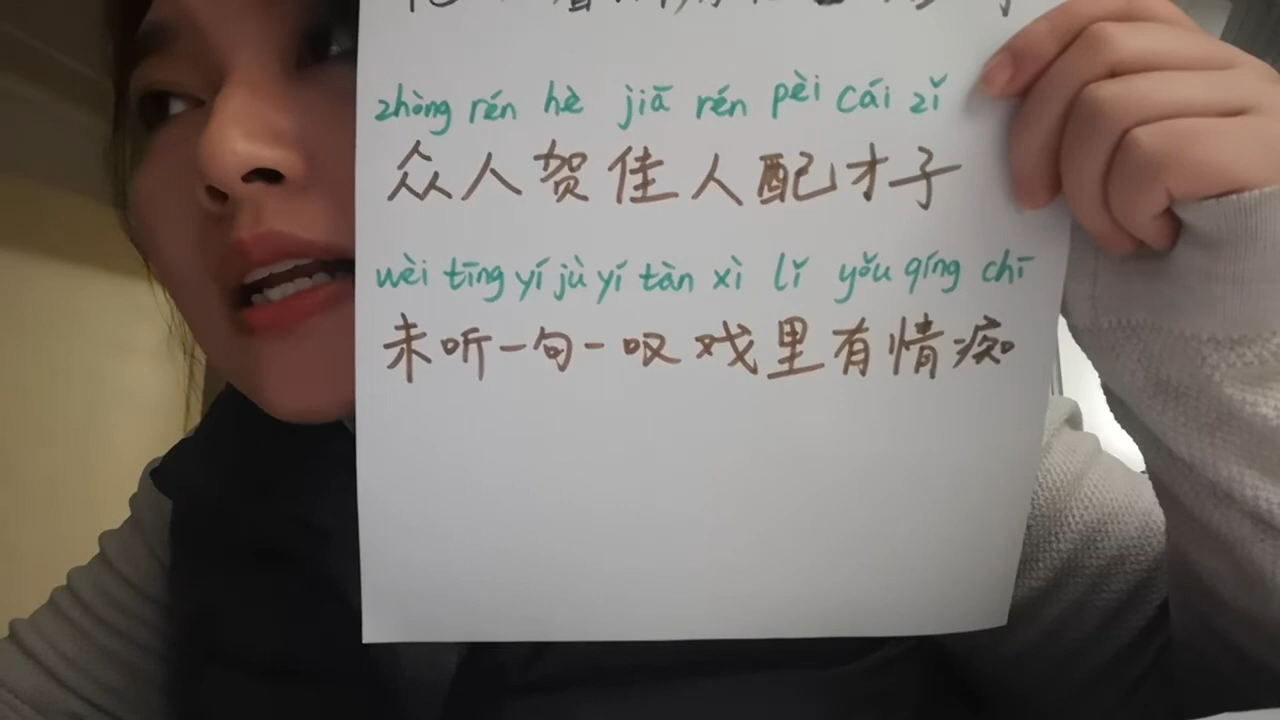 zhòng rén hè jiā rén pèi cái zǐ
众人贺佳人配才子
wèi tīng yí jù yí tàn xì lǐ yǒu qíng chī
未听一句一叹戏里有情痴